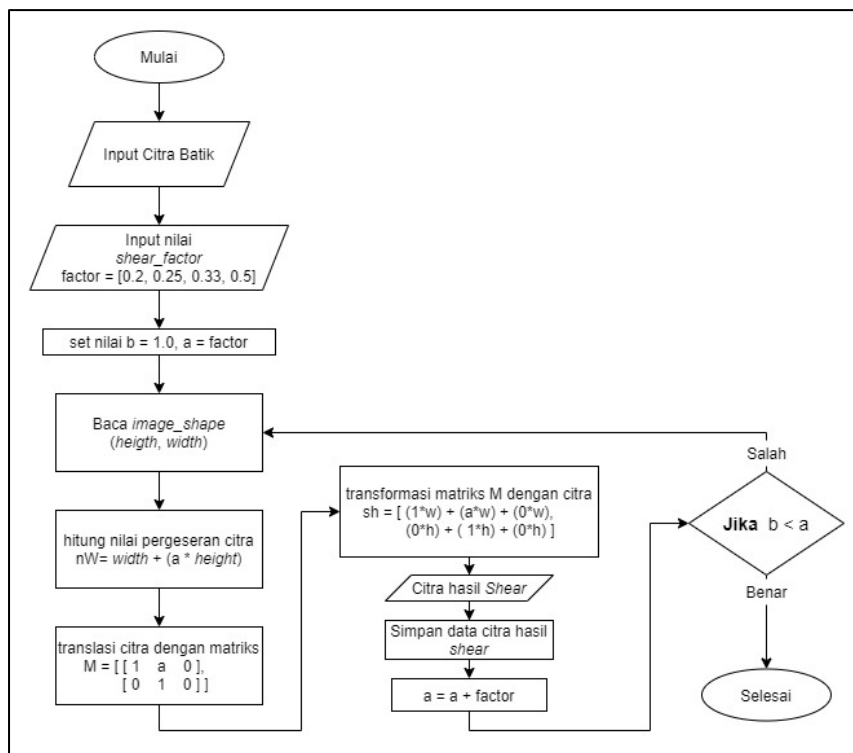 Mulai
Input Citra Batik
Input nilai
shear_factor
factor = [0.2, 0.25, 0.33, 0.5]
set nilai b = 1.0, a = factor
Baca image_shape
(heigth, width)
hitung nilai pergeseran citra
nW= width + (a * height)
translasi citra dengan matriks
M = [ [ 1 a 0 ],
[ 0 1 0 ] ]
transformasi matriks M dengan citra
sh = [ (1*w) + (a*w) + (0*w),
(0*h) + ( 1*h) + (0*h) ]
Citra hasil Shear
Simpan data citra hasil
shear
a = a + factor
Salah
Jika b < a
Benar
Selesai